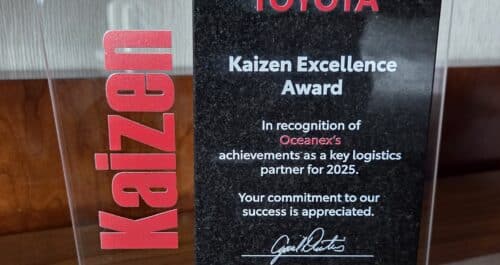 TOYOTA
Kaizen
Kaizen Excellence
Award
In recognition of
Oceanex's
achievements as a key logistics
partner for 2025.
Your commitment to our
success is appreciated.